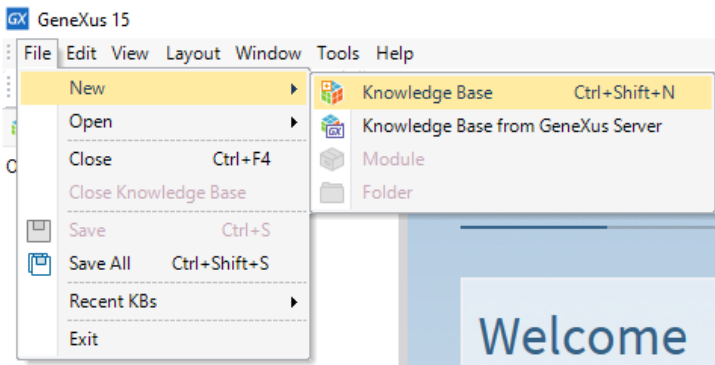 GX GeneXus 15
File Edit View Layout Window Tools Help
New
Knowledge Base Ctrl+Shift+N
Open
Knowledge Base from GeneXus Server
Close Ctrl+F4
Module
Close Knowledge Base
Folder
Save Ctrl+S
Save All Ctrl+Shift+S
Recent KBs
Exit
Welcome